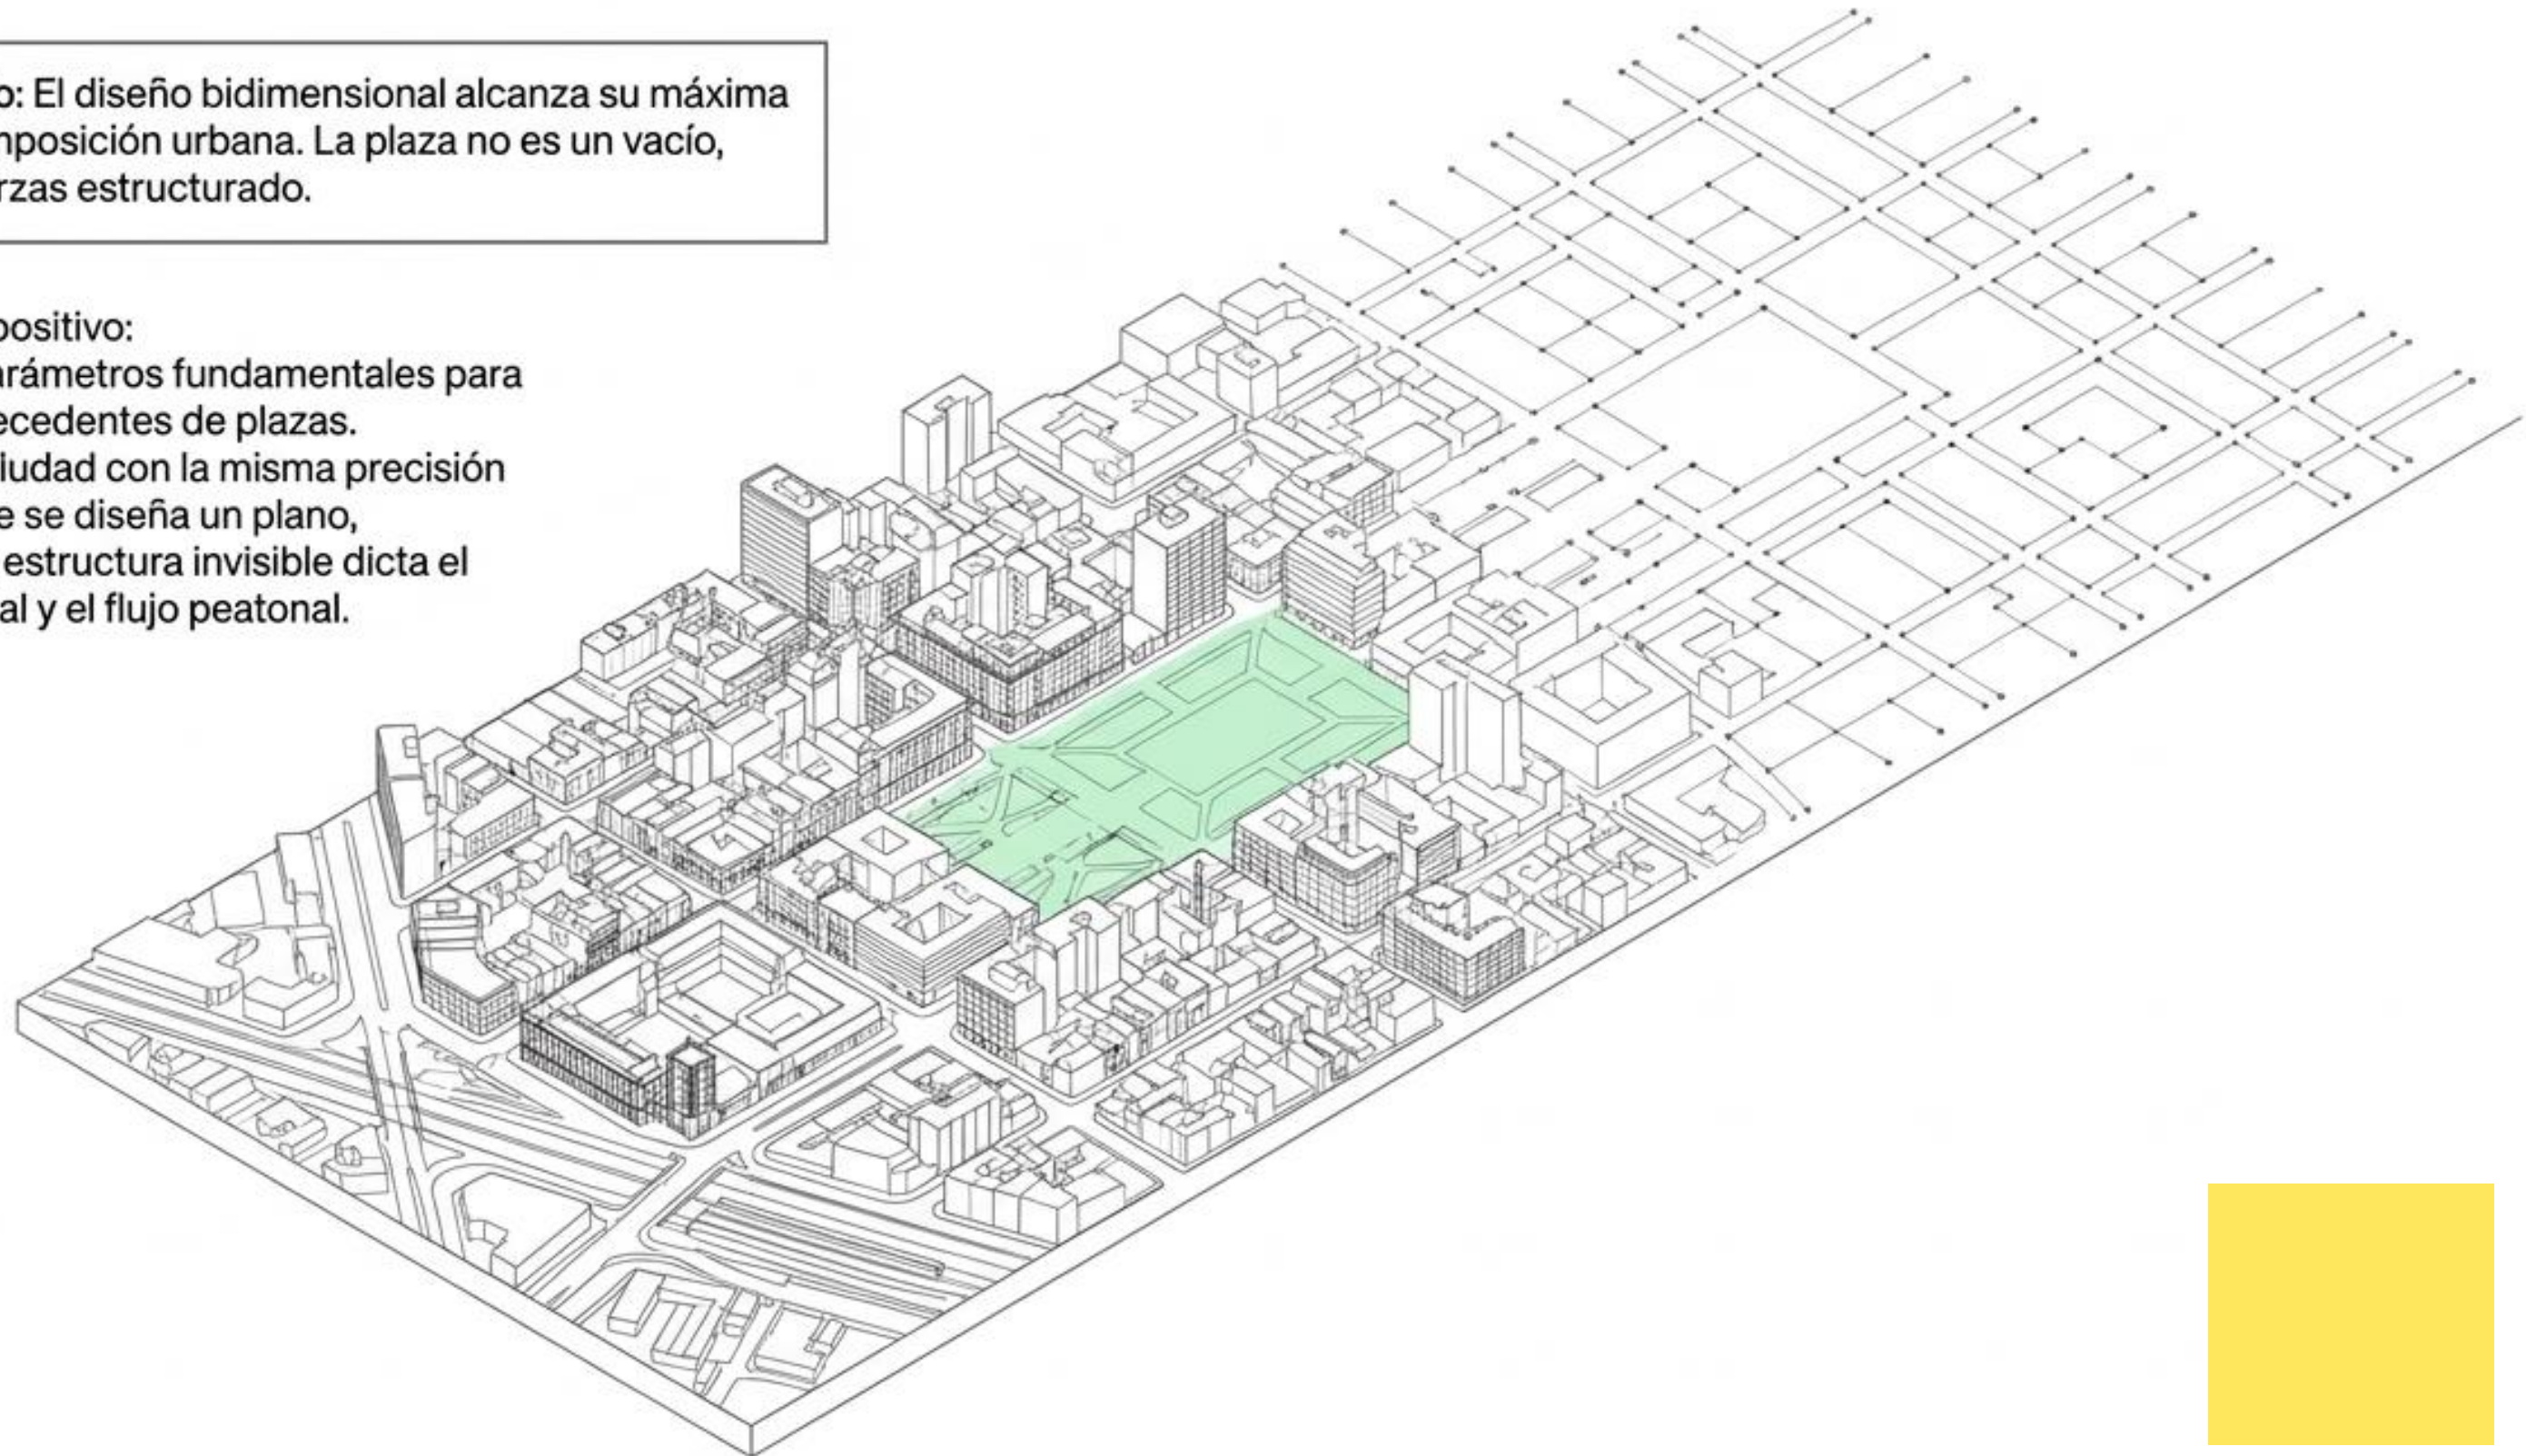 o: El diseño bidimensional alcanza su máxima
mposición urbana. La plaza no es un vacío,
rzas estructurado.
positivo:
arámetros fundamentales para
ecedentes de plazas.
iudad con la misma precisión
e se diseña un plano,
estructura invisible dicta el
al y el flujo peatonal.